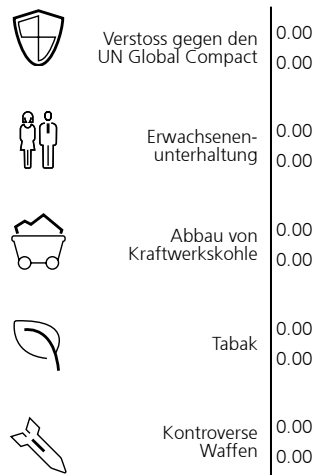 Verstoss gegen den
UN Global Compact
0.00
0.00
Erwachsenen-
unterhaltung
0.00
0.00
Abbau von
Kraftwerkskohle
0.00
0.00
Tabak
0.00
0.00
Kontroverse
Waffen
0.00
0.00